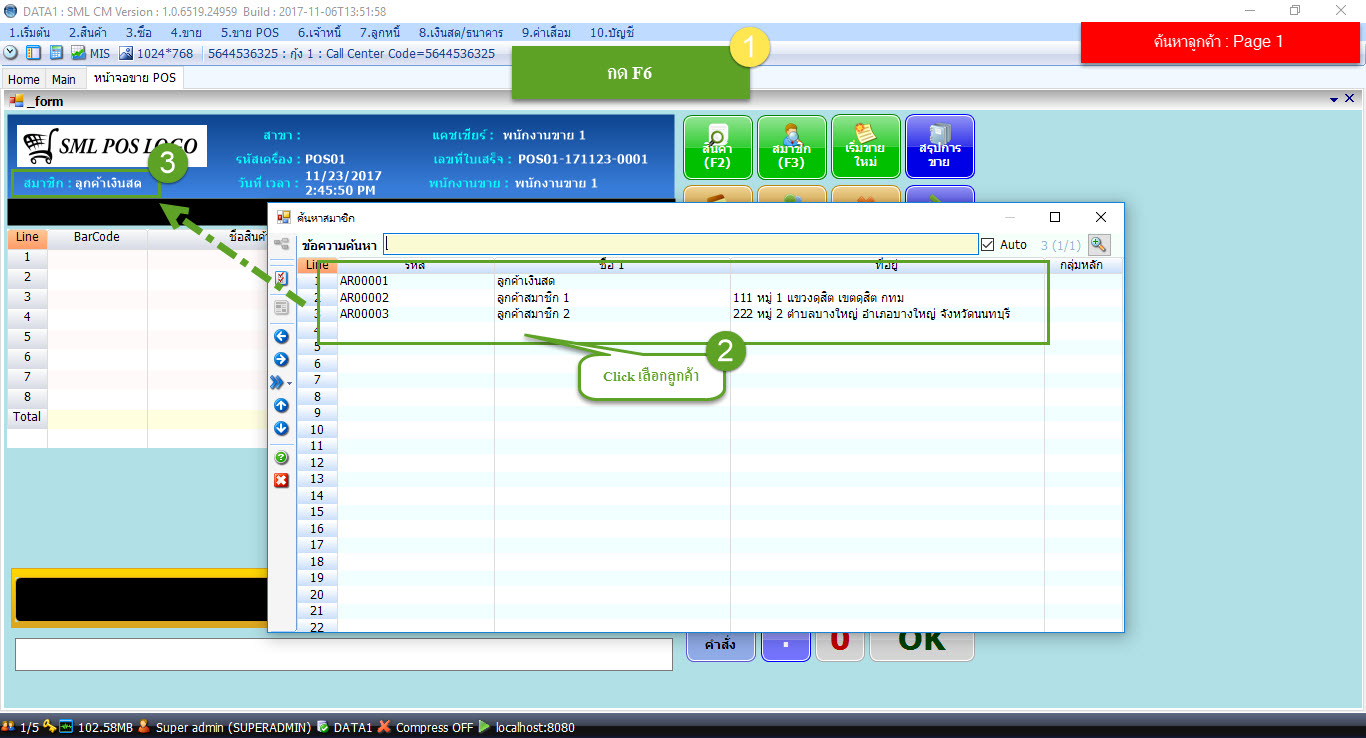 DATA1 : SML CM Version : 1.0.6519.24959 Build : 2017-11-06T13:51:58
1.เริ่มต้น 2.สินค้า 3.ซื้อ 4.ขาย 5.ขาย POS 6.เจ้าหนี้ 7.ลูกหนี้ 8.เงินสด/ธนาคาร 9.ค่าเสื่อม 10.บัญชี
ค้นหาลูกค้า : Page 1
MIS 1024*768 5644536325 : กุ้ง 1 : Call Center Code=5644536325
1
กด F6
Home Main หน้าจอขาย POS
_form
SML POS LOGO
สาขา : แคชเชียร์ : พนักงานขาย 1
รหัสเครื่อง : POS01 เลขที่ใบเสร็จ : POS01-171123-0001
วันที่ เวลา : 11/23/2017 2:45:50 PM พนักงานขาย : พนักงานขาย 1
3
สมาชิก : ลูกค้าเงินสด
สินค้า (F2)
สมาชิก (F3)
เริ่มขาย ใหม่
สรุปการ ขาย
Line BarCode ชื่อสินค้
1
2
3
4
5
6
7
8
Total
ค้นหาสมาชิก
ข้อความค้นหา Auto 3 (1/1)
Line รหัส ชื่อ 1 ที่อยู่ กลุ่มหลัก
1 AR00001 ลูกค้าเงินสด
2 AR00002 ลูกค้าสมาชิก 1 111 หมู่ 1 แขวงดุสิต เขตดุสิต กทม
3 AR00003 ลูกค้าสมาชิก 2 222 หมู่ 2 ตำบลบางใหญ่ อำเภอบางใหญ่ จังหวัดนนทบุรี
4
5
6
7
8
9
10
11
12
13
14
15
16
17
18
19
20
21
22
2
Click เลือกลูกค้า
คำสั่ง . 0 OK
1/5 102.58MB Super admin (SUPERADMIN) DATA1 Compress OFF localhost:8080